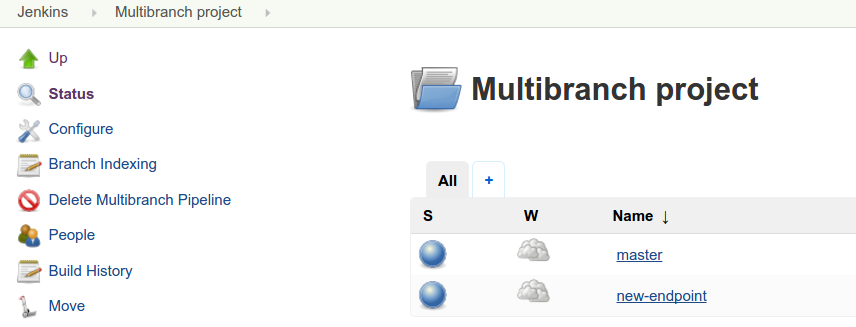 Jenkins Multibranch project
Up
Status
Configure
Branch Indexing
Delete Multibranch Pipeline
People
Build History
Move
Multibranch project
All +
S W Name ↓
master
new-endpoint